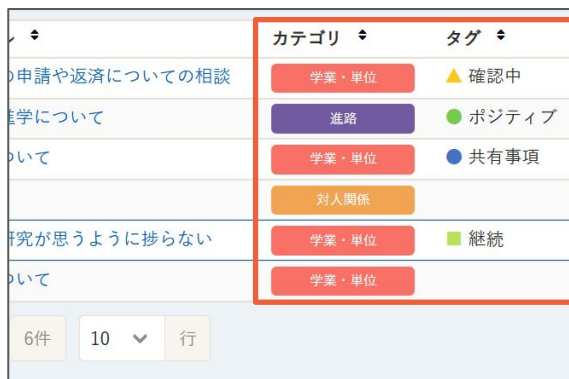 カテゴリ タグ
の申請や返済についての相談 学業・単位 確認中
進学について 進路 ポジティブ
ついて 学業・単位 共有事項
対人関係
研究が思うように捗らない 学業・単位 継続
ついて 学業・単位
6件 10 行